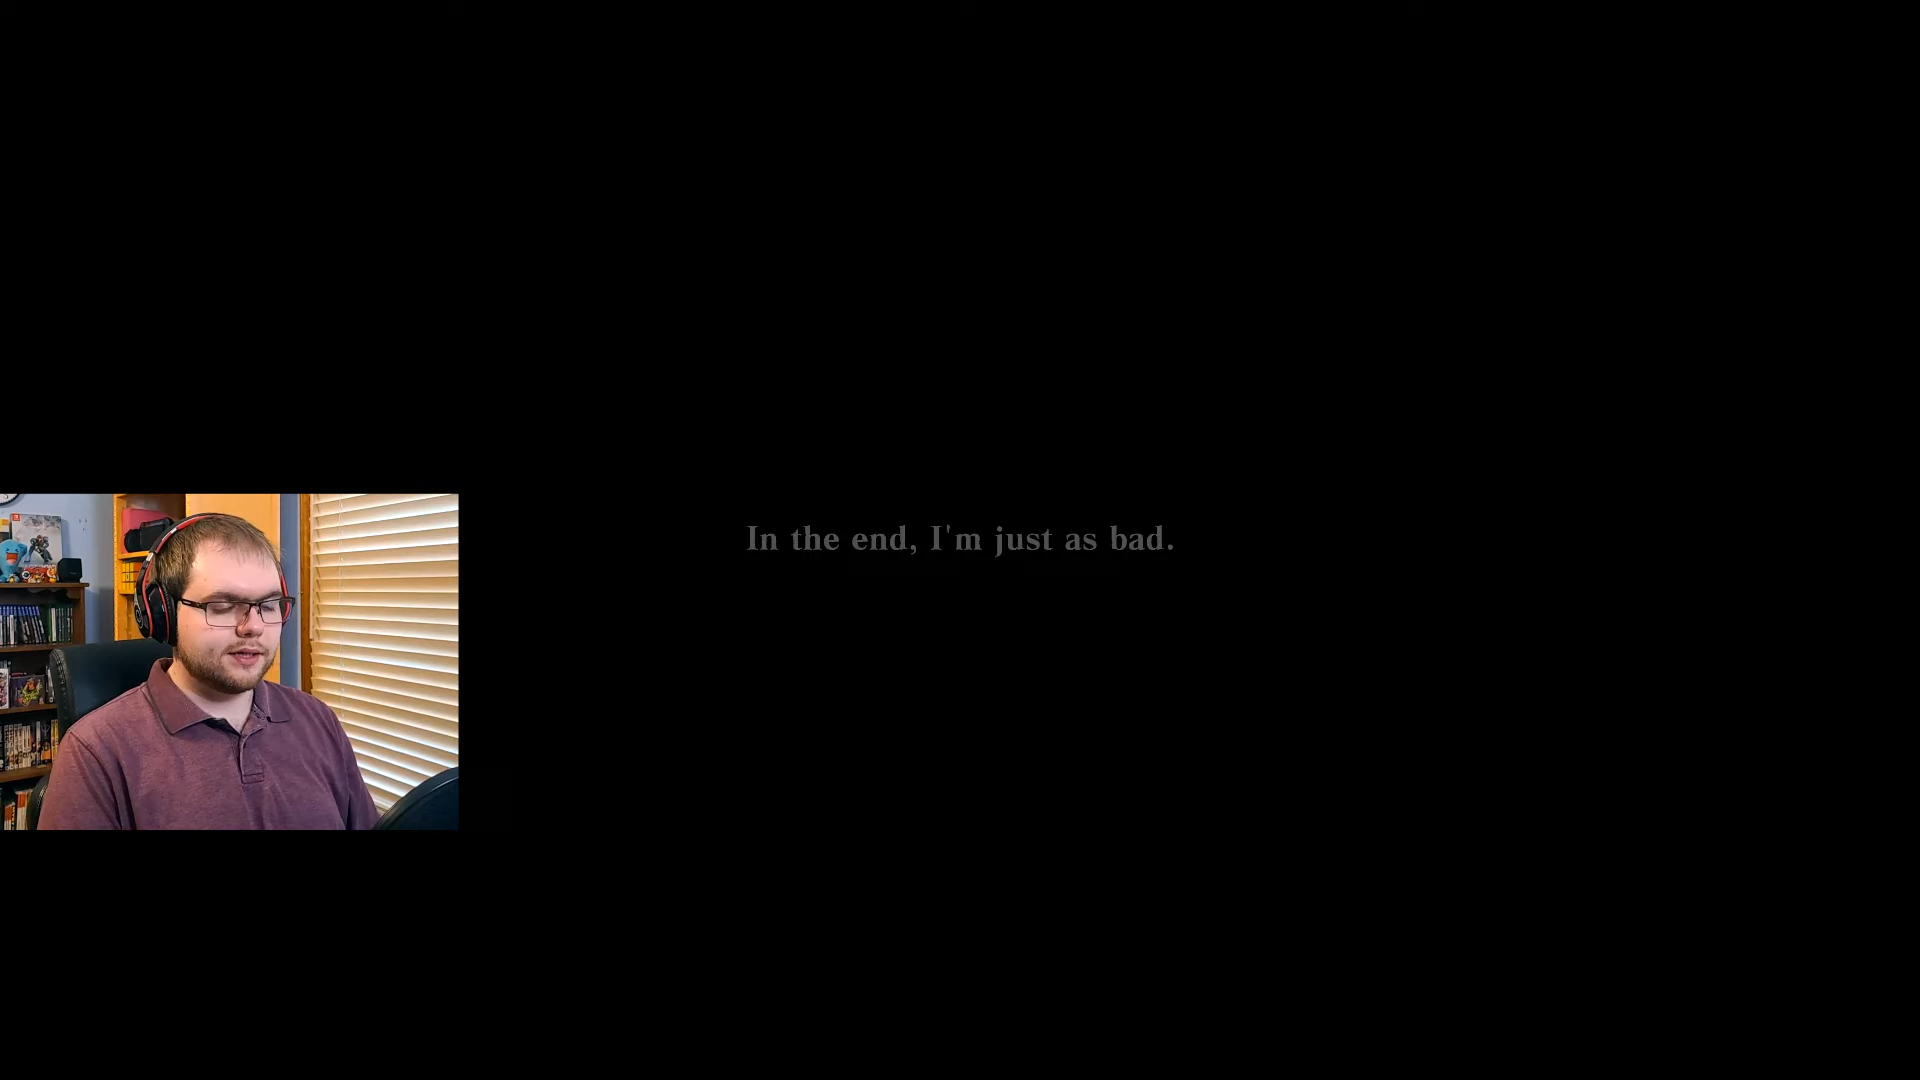 In the end, I'm just as bad.